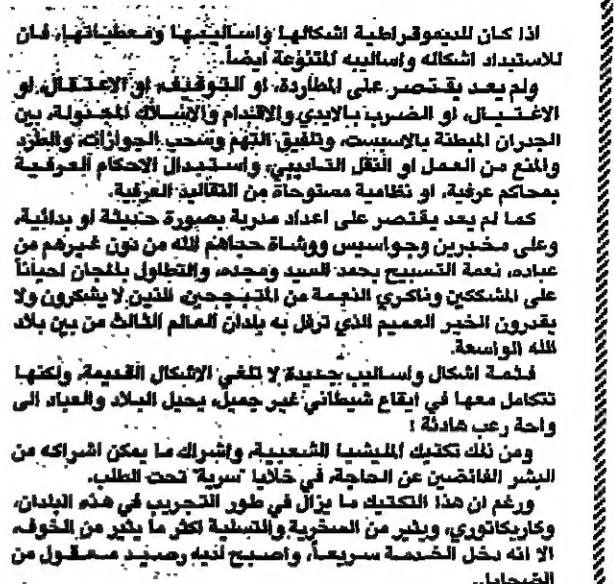 اذا كان للديموقراطية اشكالها واساليبها ومعطياتها، فان
للاستبداد اشكاله واساليبه المتنوعة ايضاً.
ولم يعد يقتصر على المطاردة، او التوقيف، او الاعتقال، او
الاغتيال، او الضرب بالايدي والاقدام والاسلاك المجدولة، بين
الجدران المبطنة بالاسبست، وتلفيق التهم وسحب الجوازات، والطرد
والمنع من العمل او النقل التاديبي، واستبدال الاحكام العرفية
بمحاكم عرفية، او نظامية مستوحاة من التقاليد العرفية.
كما لم يعد يقتصر على اعداد مدربة بصورة حديثة او بدائية،
وعلى مخبرين وجواسيس ووشاة حباهم الله من دون غيرهم من
عباده، نعمة التسبيح بحمد السيد ومجده، والتطاول بالمجان احياناً
على المشككين وناكري النعمة من المتبجحين، الذين لا يشكرون ولا
يقدرون الخير العميم الذي ترفل به بلدان العالم الثالث من بين بلاد
الله الواسعة.
فثمة اشكال واساليب جديدة لا تلغي الاشكال القديمة، ولكنها
تتكامل معها في ايقاع شيطاني غير جميل، يحيل البلاد والعباد الى
واحة رعب هادئة !
ومن ذلك تكتيك المليشيا الشعبية، واشراك ما يمكن اشراكه من
البشر الفائضين عن الحاجة، في خلايا "سرية" تحت الطلب.
ورغم ان هذا التكتيك ما يزال في طور التجريب في هذه البلدان،
وكاريكاتوري، ويثير من السخرية والتسلية اكثر ما يثير من الخوف،
الا انه دخل الخدمة سريعاً، واصبح لديه رصيد معقول من
الضحايا..